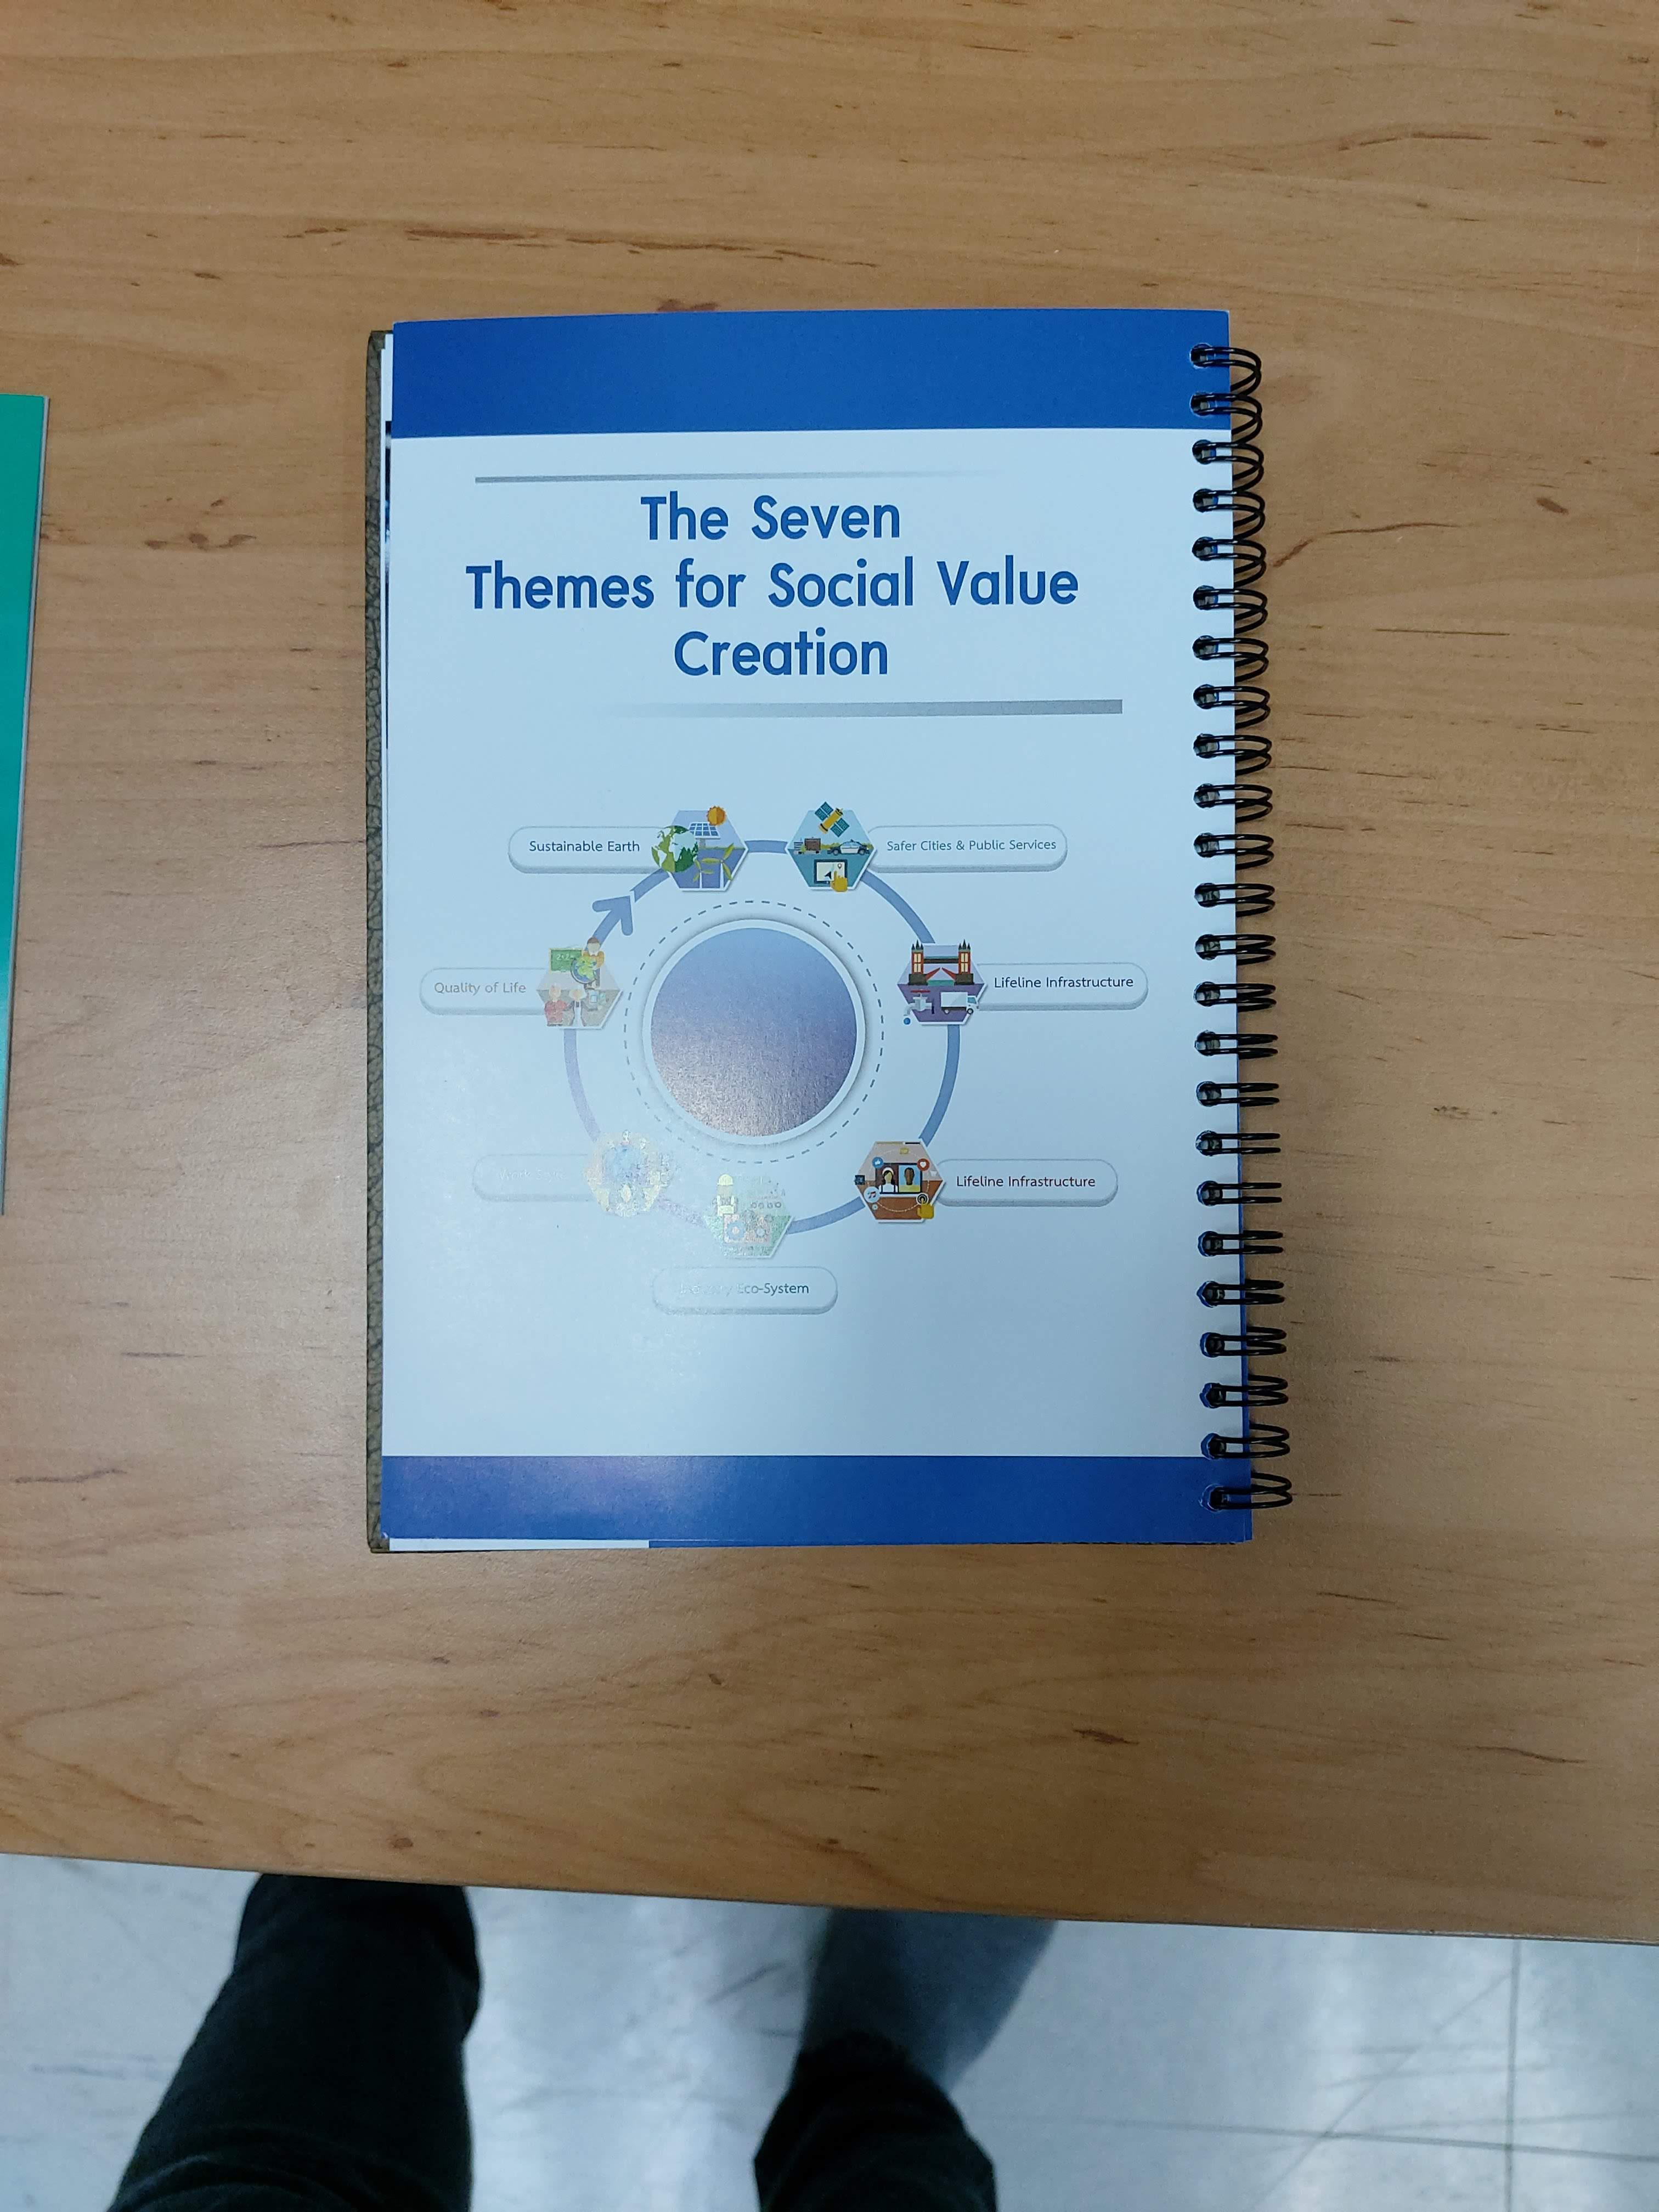 The Seven
Themes for Social Value
Creation
Sustainable Earth
Safer Cities & Public Services
Quality of Life
Lifeline Infrastructure
Lifeline Infrastructure
Eco-System